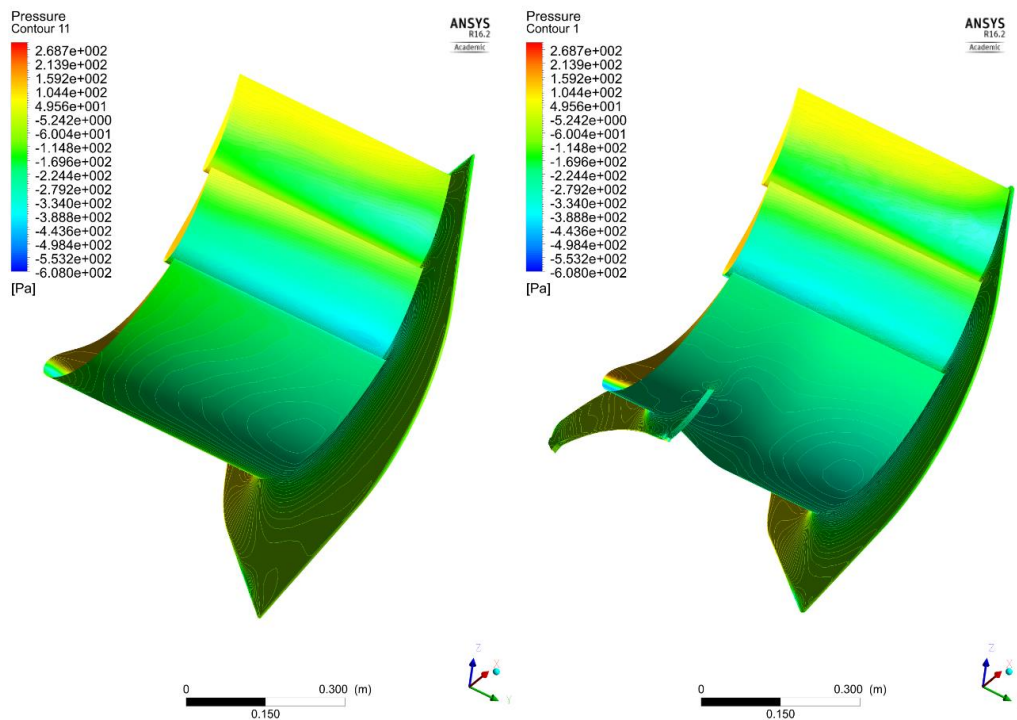 Pressure
Contour 11
2.687e+002
2.139e+002
1.592e+002
1.044e+002
4.956e+001
-5.242e+000
-6.004e+001
-1.148e+002
-1.696e+002
-2.244e+002
-2.792e+002
-3.340e+002
-3.888e+002
-4.436e+002
-4.984e+002
-5.532e+002
-6.080e+002
[Pa]
ANSYS
R16.2
Academic
Z
X
Y
0
0.300 (m)
0.150
Pressure
Contour 1
2.687e+002
2.139e+002
1.592e+002
1.044e+002
4.956e+001
-5.242e+000
-6.004e+001
-1.148e+002
-1.696e+002
-2.244e+002
-2.792e+002
-3.340e+002
-3.888e+002
-4.436e+002
-4.984e+002
-5.532e+002
-6.080e+002
[Pa]
ANSYS
R16.2
Academic
Z
X
Y
0
0.300 (m)
0.150